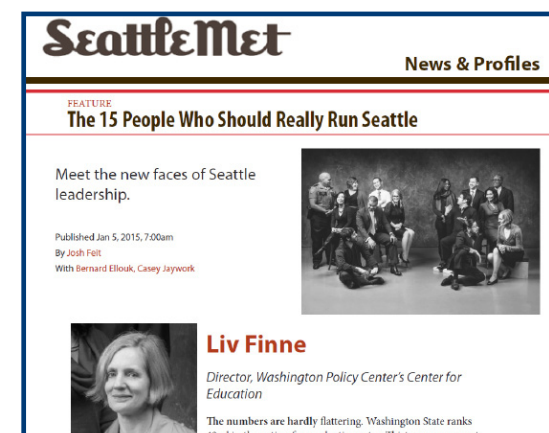 SeattleMet
News & Profiles
FEATURE
The 15 People Who Should Really Run Seattle
Meet the new faces of Seattle
leadership.
Published Jan 5, 2015, 7:00am
By Josh Feit
With Bernard Ellouk, Casey Jaywork
Liv Finne
Director, Washington Policy Center's Center for
Education
The numbers are hardly flattering. Washington State ranks